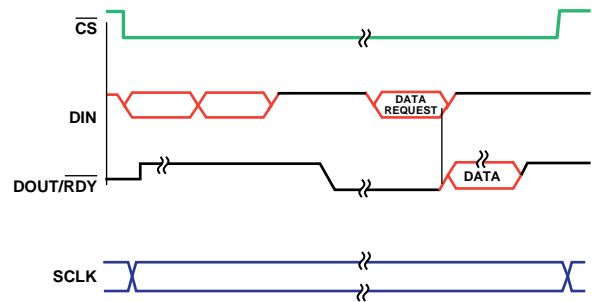 CS
DIN
DATA
REQUEST
DOUT/RDY
DATA
SCLK